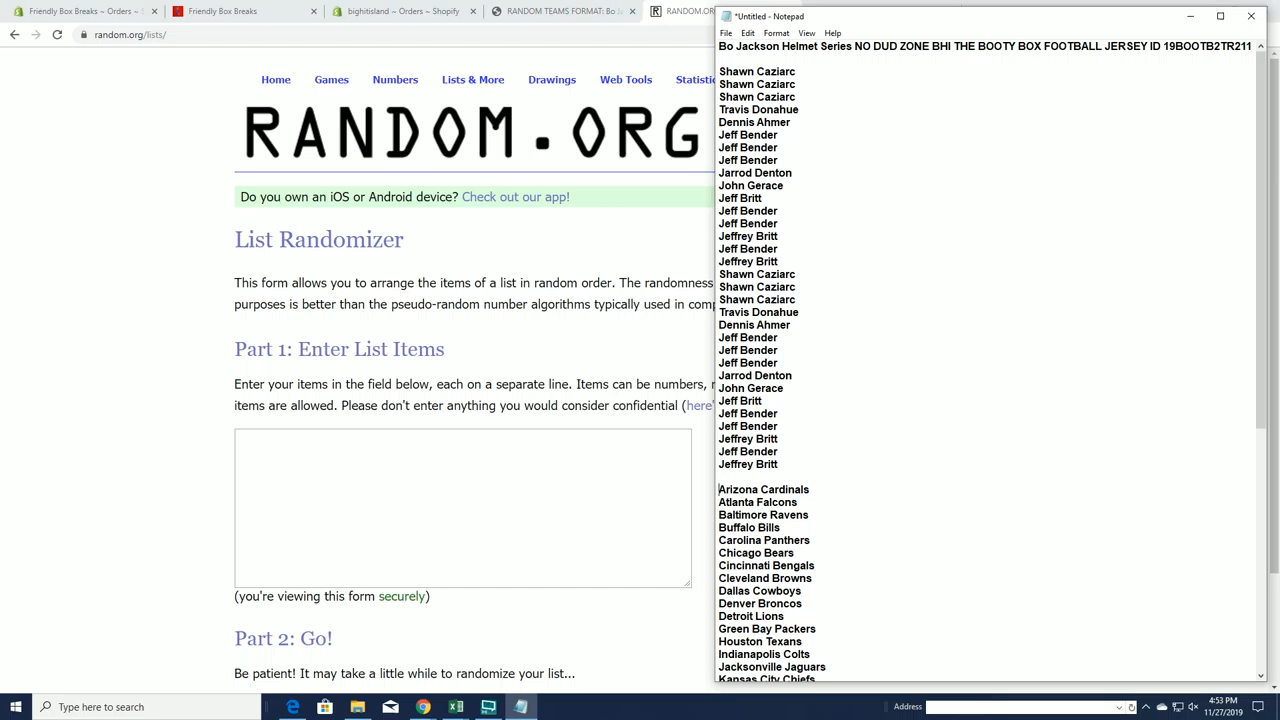 Friendly Box Breaks ‹ Orders ~ S
Friendly Box Breaks
bighitisland ~ Orders ~ Shopify
RANDOM TEAMS FORMAT: Bo Ja
RANDOM.OR
random.org/lists/
Home Games Numbers Lists & More Drawings Web Tools Statisti
RANDOM.ORG
Do you own an iOS or Android device? Check out our app!
List Randomizer
This form allows you to arrange the items of a list in random order. The randomness
purposes is better than the pseudo-random number algorithms typically used in comp
Part 1: Enter List Items
Enter your items in the field below, each on a separate line. Items can be numbers, n
items are allowed. Please don't enter anything you would consider confidential (here'
(you're viewing this form securely)
Part 2: Go!
Be patient! It may take a little while to randomize your list...
*Untitled - Notepad
File Edit Format View Help
Bo Jackson Helmet Series NO DUD ZONE BHI THE BOOTY BOX FOOTBALL JERSEY ID 19BOOTB2TR211
Shawn Caziarc
Shawn Caziarc
Shawn Caziarc
Travis Donahue
Dennis Ahmer
Jeff Bender
Jeff Bender
Jeff Bender
Jarrod Denton
John Gerace
Jeff Britt
Jeff Bender
Jeff Bender
Jeffrey Britt
Jeff Bender
Jeffrey Britt
Shawn Caziarc
Shawn Caziarc
Shawn Caziarc
Travis Donahue
Dennis Ahmer
Jeff Bender
Jeff Bender
Jeff Bender
Jarrod Denton
John Gerace
Jeff Britt
Jeff Bender
Jeff Bender
Jeffrey Britt
Jeff Bender
Jeffrey Britt
Arizona Cardinals
Atlanta Falcons
Baltimore Ravens
Buffalo Bills
Carolina Panthers
Chicago Bears
Cincinnati Bengals
Cleveland Browns
Dallas Cowboys
Denver Broncos
Detroit Lions
Green Bay Packers
Houston Texans
Indianapolis Colts
Jacksonville Jaguars
Kansas City Chiefs
Type here to search
Address
4:53 PM
11/27/2019